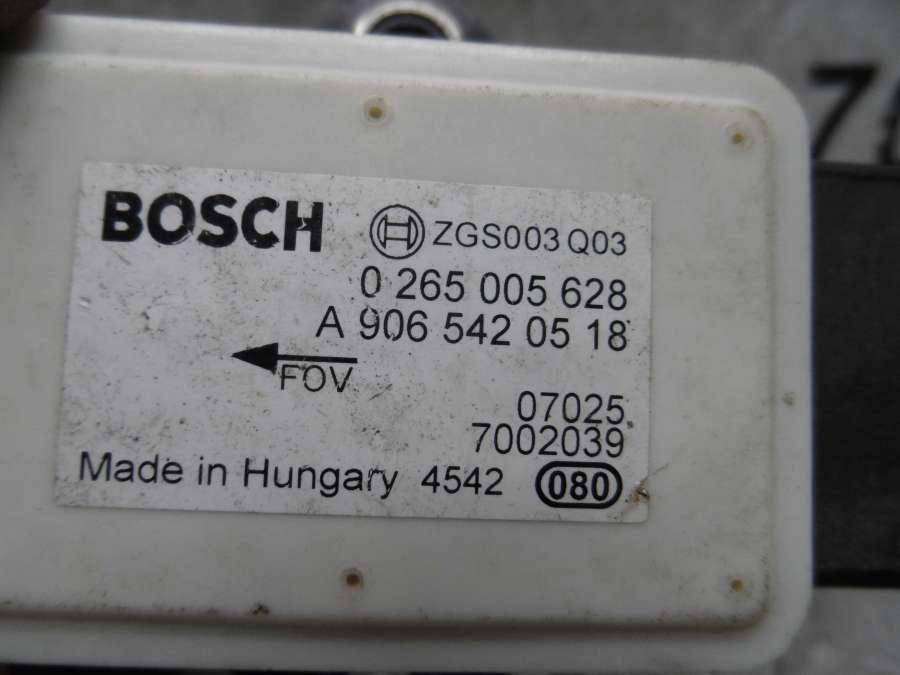 BOSCH ZGS003 Q03
0 265 005 628
A 906 542 05 18
FOV
07025
7002039
Made in Hungary 4542 080